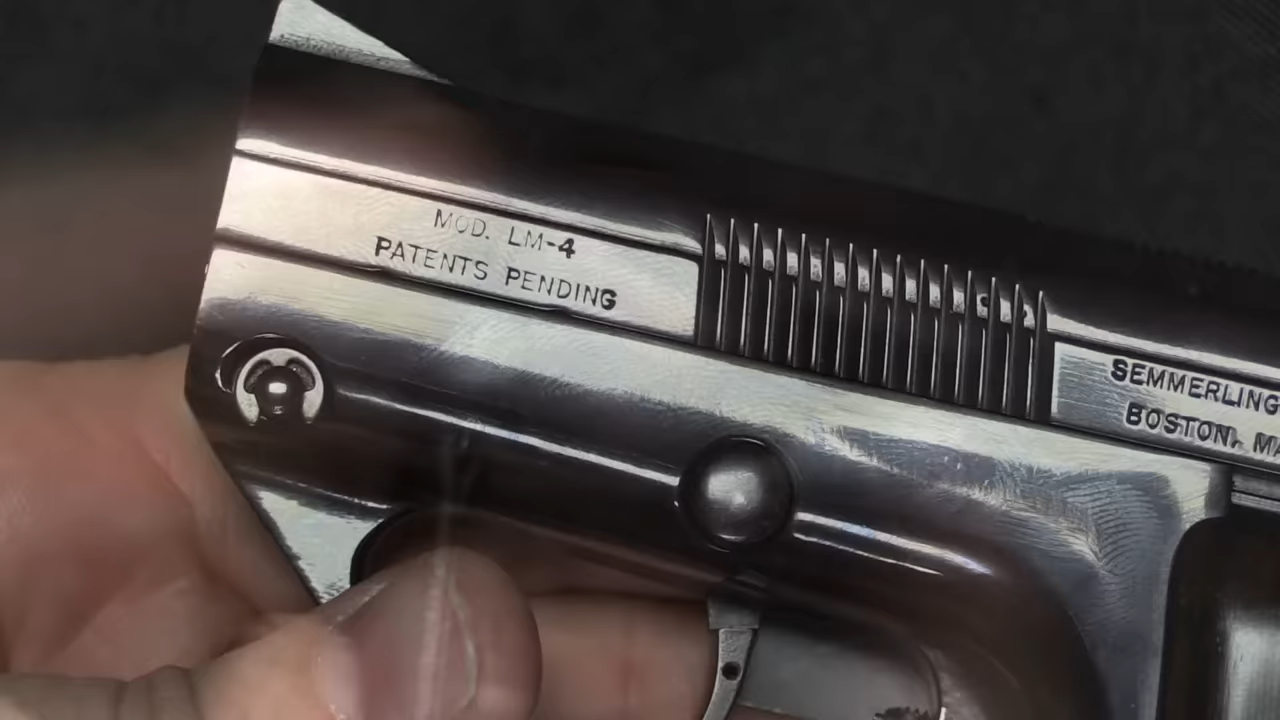 MOD. LM-4
PATENTS PENDING
SEMMERLING
BOSTON, MA